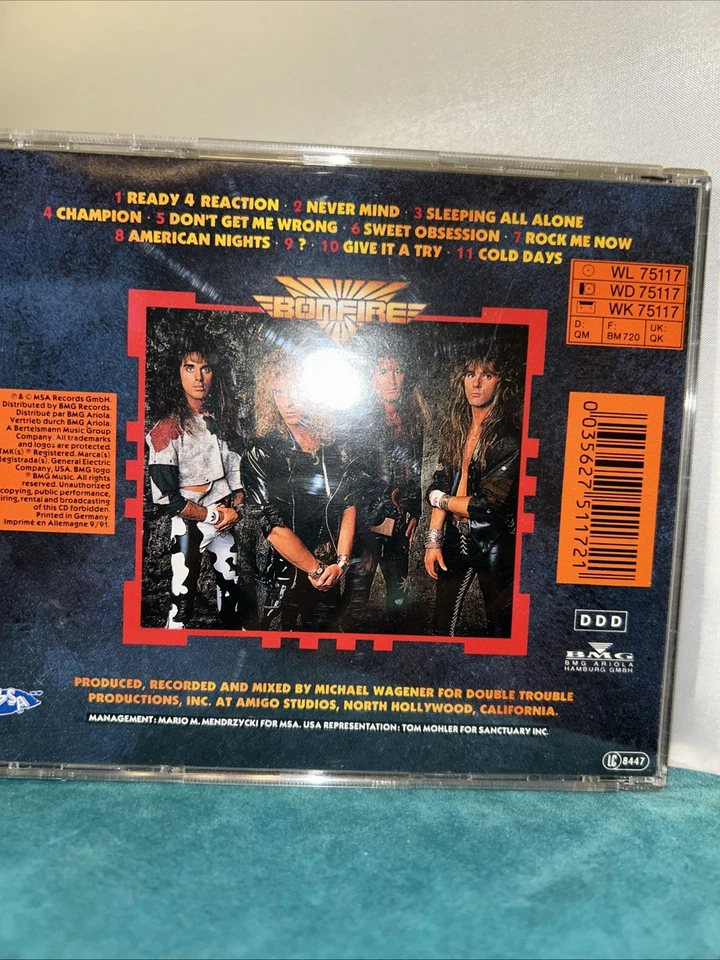 1 READY 4 REACTION · 2 NEVER MIND · 3 SLEEPING ALL ALONE
4 CHAMPION · 5 DON'T GET ME WRONG · 6 SWEET OBSESSION · 7 ROCK ME NOW
8 AMERICAN NIGHTS · 9 ? · 10 GIVE IT A TRY · 11 COLD DAYS
WL 75117
WD 75117
WK 75117
D: QM
F: BM 720
UK: QK
BONFIRE
℗ & © MSA Records GmbH.
Distributed by BMG Records.
Distribué par BMG Ariola.
Vertrieb durch BMG Ariola.
A Bertelsmann Music Group
Company. All trademarks
and logos are protected.
TMK(s) ® Registered. Marca(s)
Registrada(s). General Electric
Company, USA. BMG logo
® BMG Music. All rights
reserved. Unauthorized
copying, public performance,
hiring, rental and broadcasting
of this CD forbidden.
Printed in Germany.
Imprimé en Allemagne 9/91.
0035627511721
DDD
BMG
BMG ARIOLA
HAMBURG GMBH
PRODUCED, RECORDED AND MIXED BY MICHAEL WAGENER FOR DOUBLE TROUBLE
PRODUCTIONS, INC. AT AMIGO STUDIOS, NORTH HOLLYWOOD, CALIFORNIA.
MANAGEMENT: MARIO M. MENDRZYCKI FOR MSA. USA REPRESENTATION: TOM MOHLER FOR SANCTUARY INC.
LC 8447